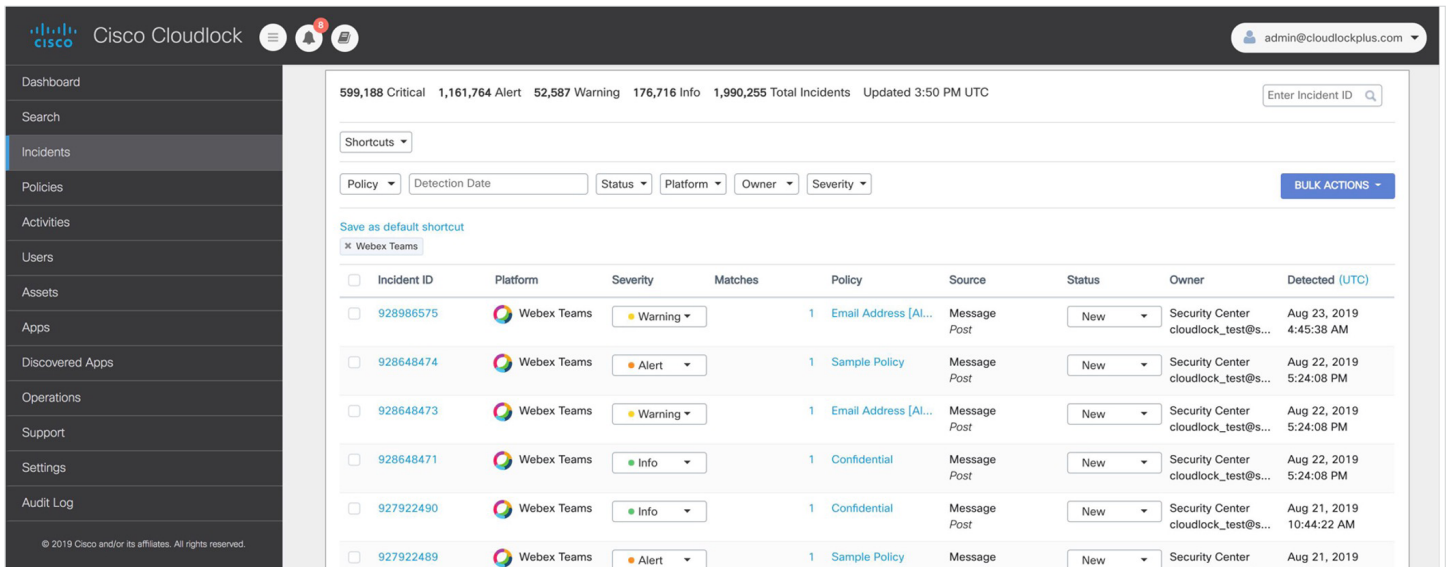 CISCO Cisco Cloudlock 8 admin@cloudlockplus.com
Dashboard
Search
Incidents
Policies
Activities
Users
Assets
Apps
Discovered Apps
Operations
Support
Settings
Audit Log
© 2019 Cisco and/or its affiliates. All rights reserved.
599,188 Critical 1,161,764 Alert 52,587 Warning 176,716 Info 1,990,255 Total Incidents Updated 3:50 PM UTC Enter Incident ID
Shortcuts
Policy Detection Date Status Platform Owner Severity BULK ACTIONS
Save as default shortcut
× Webex Teams
Incident ID Platform Severity Matches Policy Source Status Owner Detected (UTC)
928986575 Webex Teams Warning 1 Email Address [Al... Message New Security Center Aug 23, 2019
Post cloudlock_test@s... 4:45:38 AM
928648474 Webex Teams Alert 1 Sample Policy Message New Security Center Aug 22, 2019
Post cloudlock_test@s... 5:24:08 PM
928648473 Webex Teams Warning 1 Email Address [Al... Message New Security Center Aug 22, 2019
Post cloudlock_test@s... 5:24:08 PM
928648471 Webex Teams Info 1 Confidential Message New Security Center Aug 22, 2019
Post cloudlock_test@s... 5:24:08 PM
927922490 Webex Teams Info 1 Confidential Message New Security Center Aug 21, 2019
Post cloudlock_test@s... 10:44:22 AM
927922489 Webex Teams Alert 1 Sample Policy Message New Security Center Aug 21, 2019